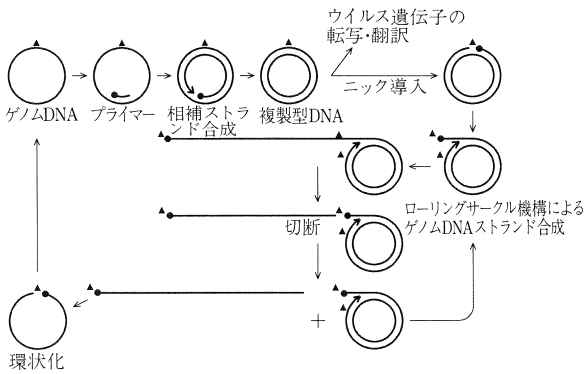 ウイルス遺伝子の
転写・翻訳
ゲノムDNA
プライマー
相補ストラ
ンド合成
複製型DNA
ニック導入
ローリングサークル機構による
ゲノムDNAストランド合成
切断
+
環状化